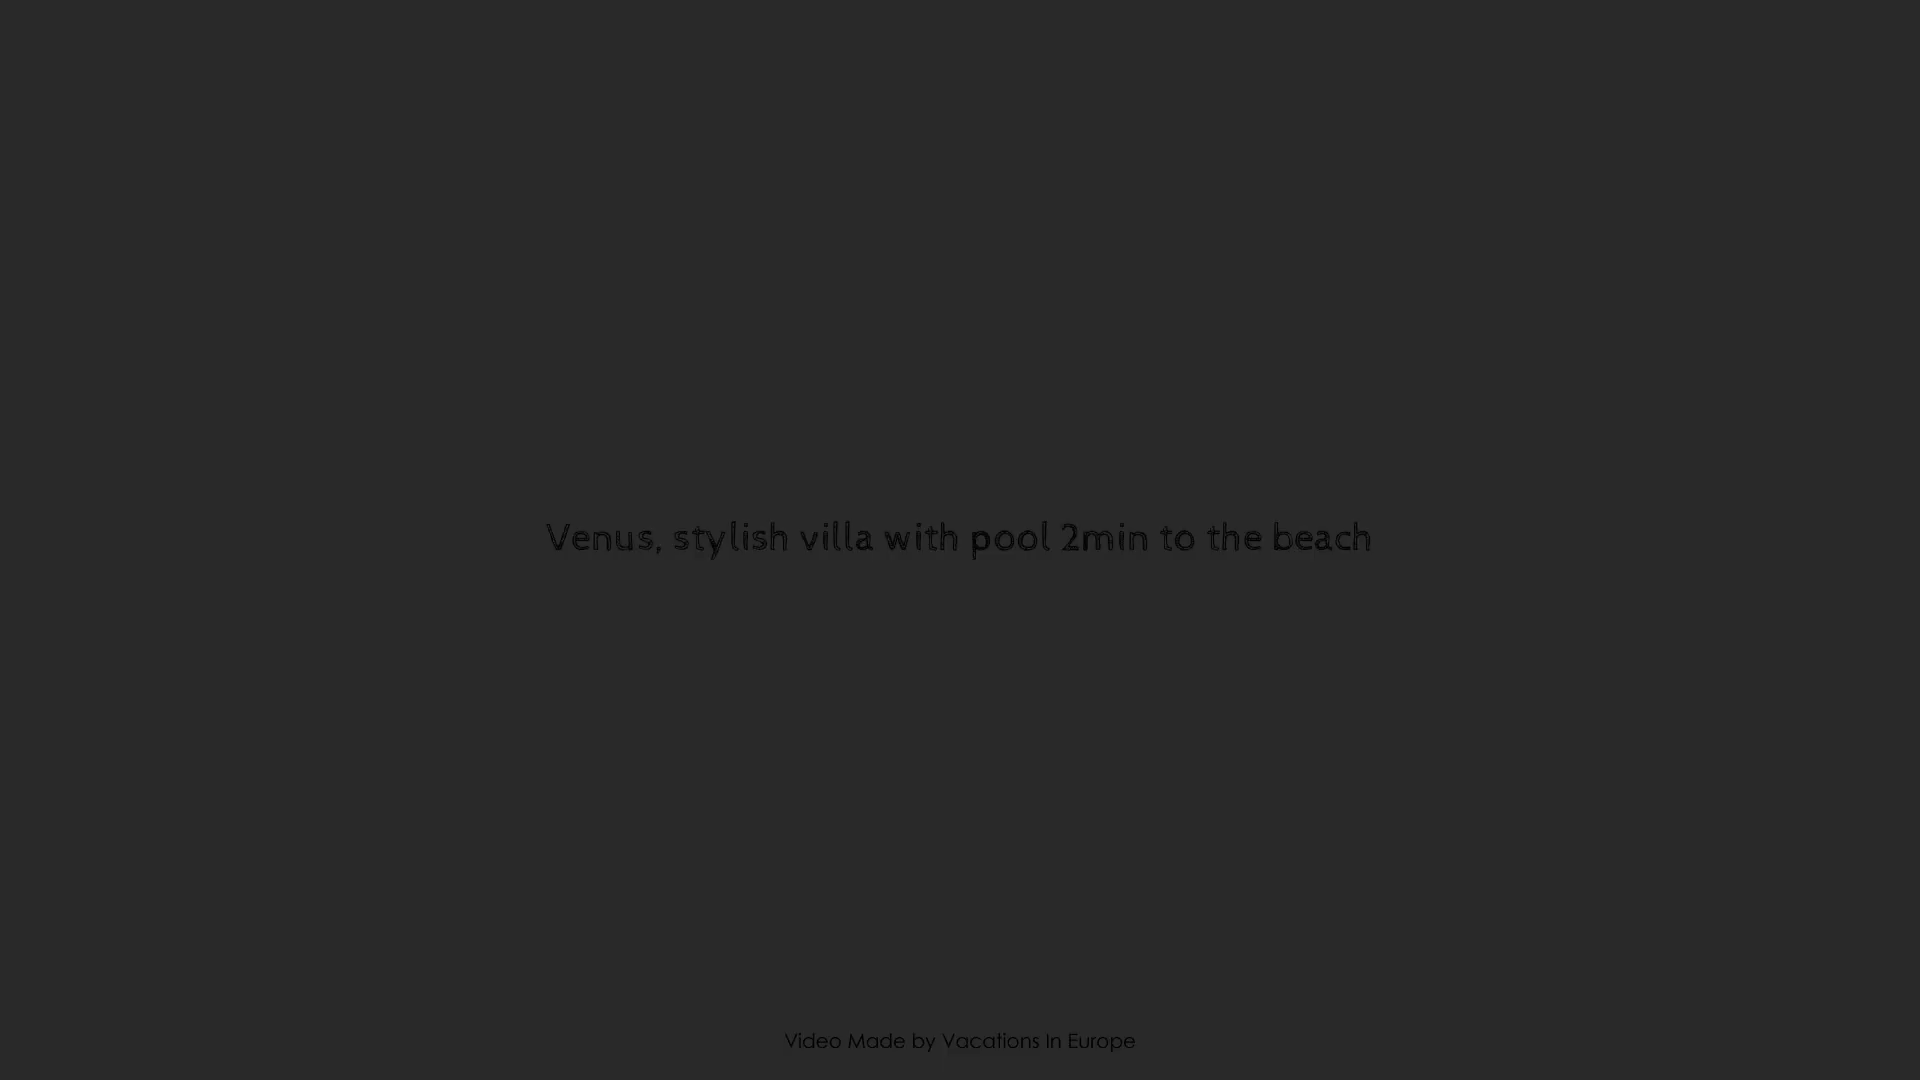 Venus, stylish villa with pool 2min to the beach
Video Made by Vacations In Europe